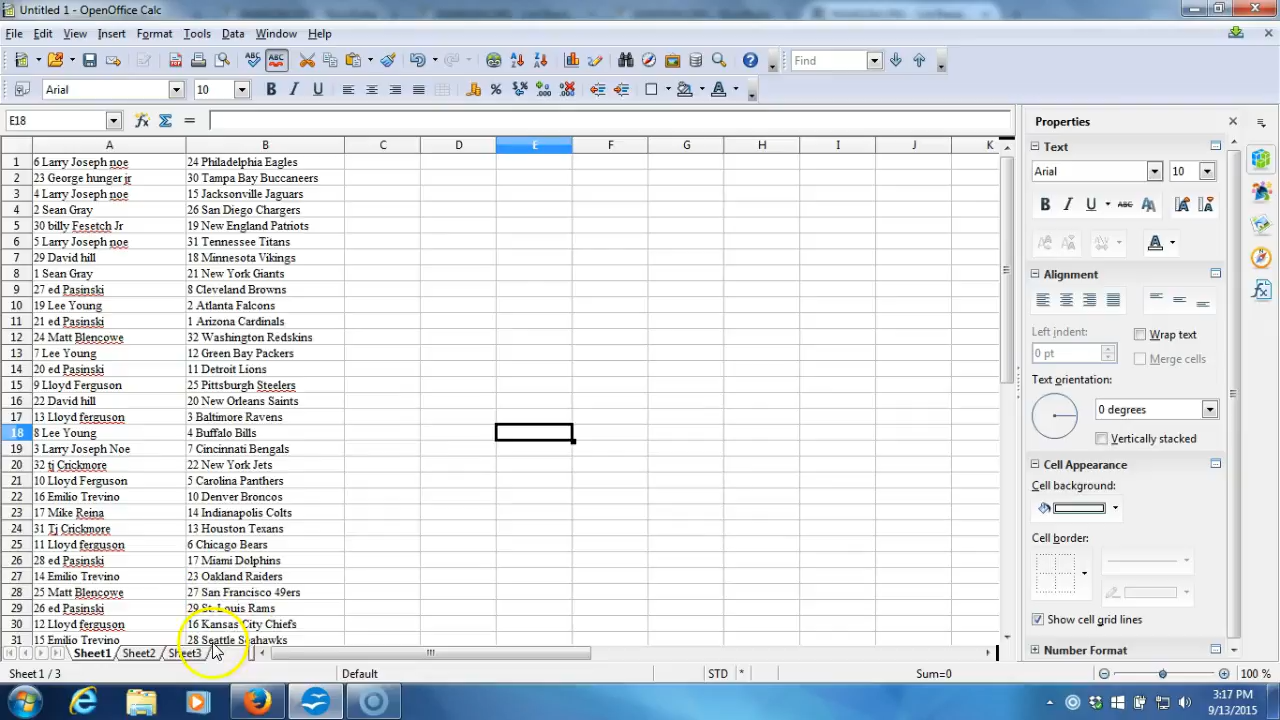 Untitled 1 - OpenOffice Calc
File Edit View Insert Format Tools Data Window Help
Find
Arial 10
E18
A B C D E F G H I J K
1 6 Larry Joseph noe 24 Philadelphia Eagles
2 23 George hunger jr 30 Tampa Bay Buccaneers
3 4 Larry Joseph noe 15 Jacksonville Jaguars
4 2 Sean Gray 26 San Diego Chargers
5 30 billy Fesetch Jr 19 New England Patriots
6 5 Larry Joseph noe 31 Tennessee Titans
7 29 David hill 18 Minnesota Vikings
8 1 Sean Gray 21 New York Giants
9 27 ed Pasinski 8 Cleveland Browns
10 19 Lee Young 2 Atlanta Falcons
11 21 ed Pasinski 1 Arizona Cardinals
12 24 Matt Blencowe 32 Washington Redskins
13 7 Lee Young 12 Green Bay Packers
14 20 ed Pasinski 11 Detroit Lions
15 9 Lloyd Ferguson 25 Pittsburgh Steelers
16 22 David hill 20 New Orleans Saints
17 13 Lloyd ferguson 3 Baltimore Ravens
18 8 Lee Young 4 Buffalo Bills
19 3 Larry Joseph Noe 7 Cincinnati Bengals
20 32 tj Crickmore 22 New York Jets
21 10 Lloyd Ferguson 5 Carolina Panthers
22 16 Emilio Trevino 10 Denver Broncos
23 17 Mike Reina 14 Indianapolis Colts
24 31 Tj Crickmore 13 Houston Texans
25 11 Lloyd ferguson 6 Chicago Bears
26 28 ed Pasinski 17 Miami Dolphins
27 14 Emilio Trevino 23 Oakland Raiders
28 25 Matt Blencowe 27 San Francisco 49ers
29 26 ed Pasinski 29 St. Louis Rams
30 12 Lloyd ferguson 16 Kansas City Chiefs
31 15 Emilio Trevino 28 Seattle Seahawks
Sheet1 Sheet2 Sheet3
Sheet 1 / 3 Default STD * Sum=0 100 %
Properties
Text
Arial 10
Alignment
Left indent: Wrap text
0 pt Merge cells
Text orientation:
0 degrees
Vertically stacked
Cell Appearance
Cell background:
Cell border:
Show cell grid lines
Number Format
3:17 PM
9/13/2015